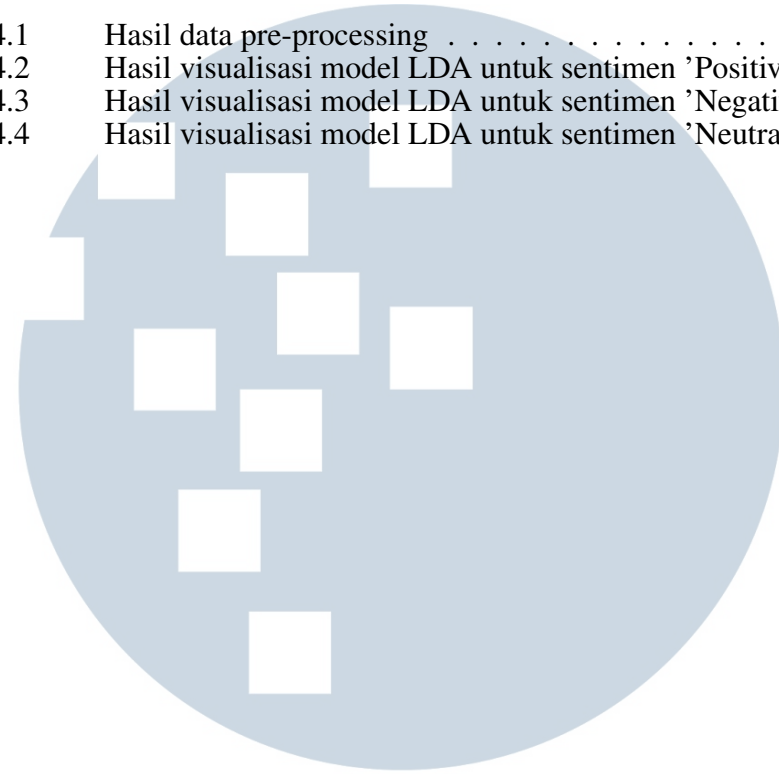 4.1 Hasil data pre-processing . . . . . . . . . . . . . .
4.2 Hasil visualisasi model LDA untuk sentimen ’Positiv
4.3 Hasil visualisasi model LDA untuk sentimen ’Negati
4.4 Hasil visualisasi model LDA untuk sentimen ’Neutra